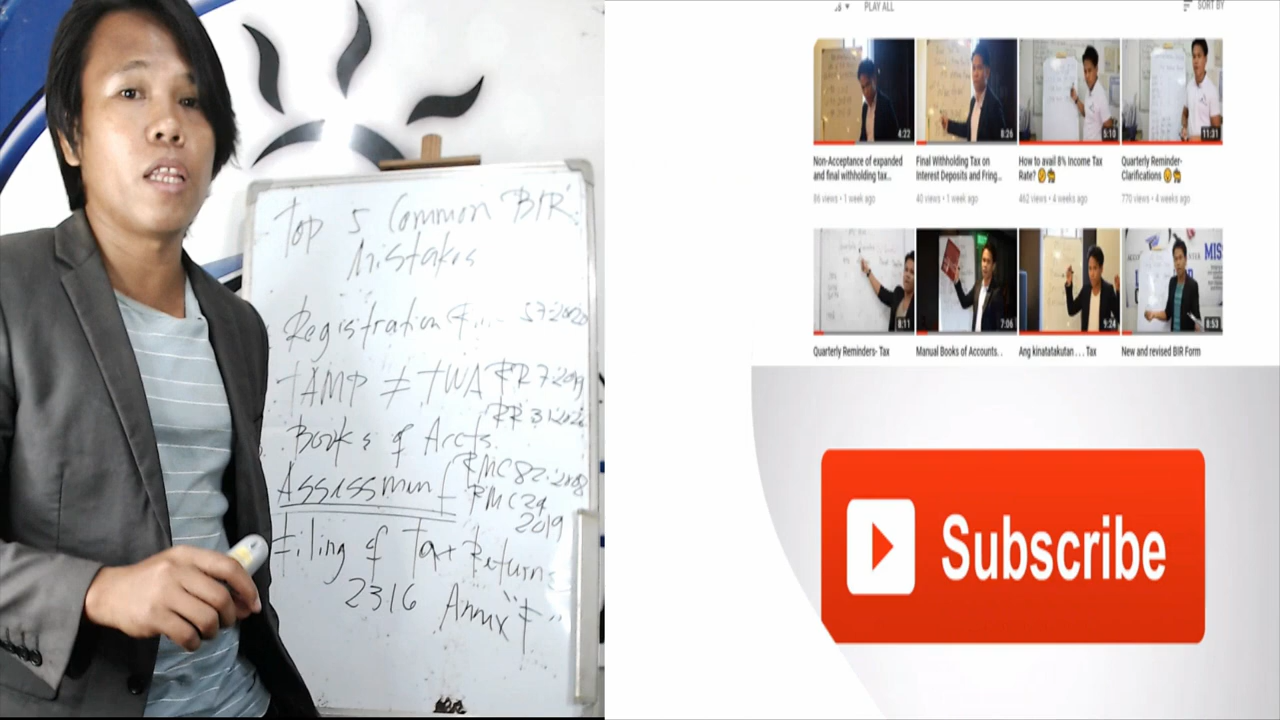 Top 5 Common BIR
Mistakes
Registration F... 57-2020
TAMP ≠ TWA RR 7-2019
RR 31-2020
Books of Accts.
Assessment RMC 82-2018
RMC 29
2019
Filing of Tax Return
2316 Annex "F"
PLAY ALL
SORT BY
4:22
8:26
5:10
11:31
Non-Acceptance of expanded
and final withholding tax...
86 views • 1 week ago
Final Withholding Tax on
Interest Deposits and Fring...
40 views • 1 week ago
How to avail 8% Income Tax
Rate?
462 views • 4 weeks ago
Quarterly Reminder-
Clarifications
770 views • 4 weeks ago
MIS
8:11
7:06
9:24
8:53
Quarterly Reminders- Tax
Manual Books of Accounts. .
Ang kinatatakutan . . . Tax
New and revised BIR Form
Subscribe